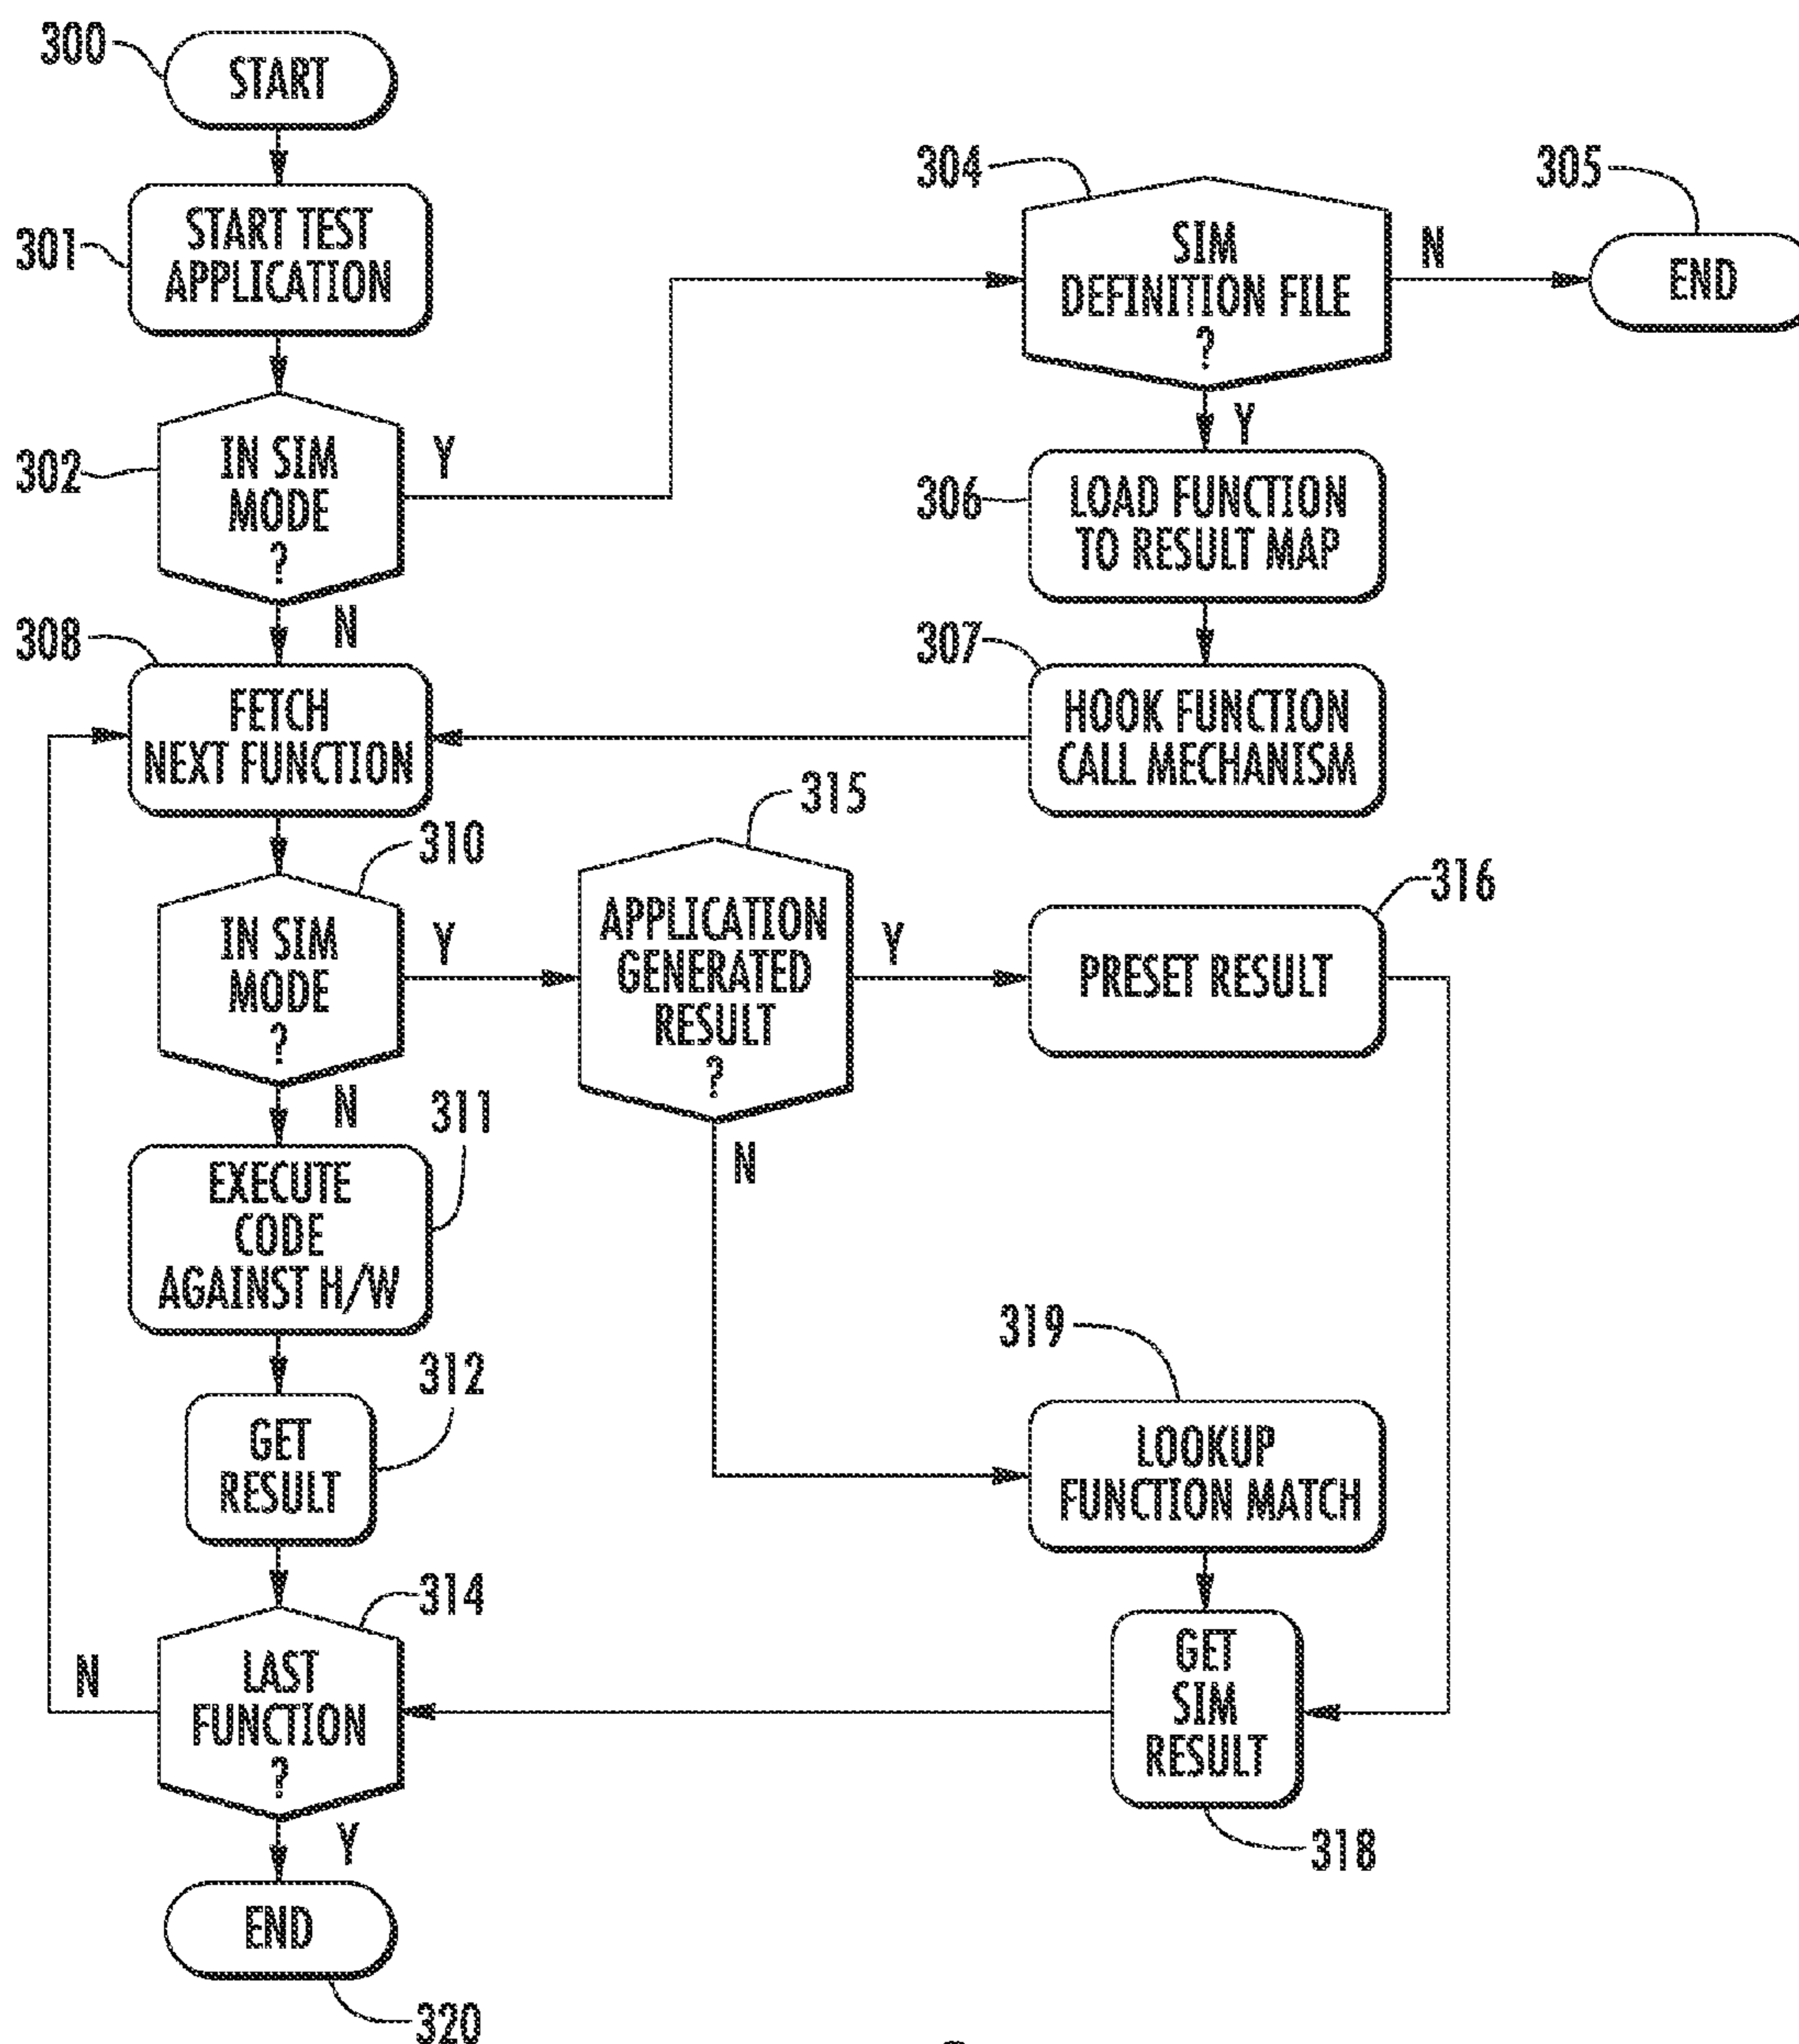 300
START
304
305
301
START TEST
APPLICATION
SIM
DEFINITION FILE
?
N
END
302
IN SIM
MODE
?
Y
Y
306
LOAD FUNCTION
TO RESULT MAP
N
308
FETCH
NEXT FUNCTION
307
HOOK FUNCTION
CALL MECHANISM
310
315
316
IN SIM
MODE
?
Y
APPLICATION
GENERATED
RESULT
?
Y
PRESET RESULT
N
311
N
EXECUTE
CODE
AGAINST H/W
312
GET
RESULT
319
LOOKUP
FUNCTION MATCH
314
N
LAST
FUNCTION
?
GET
SIM
RESULT
318
Y
END
320